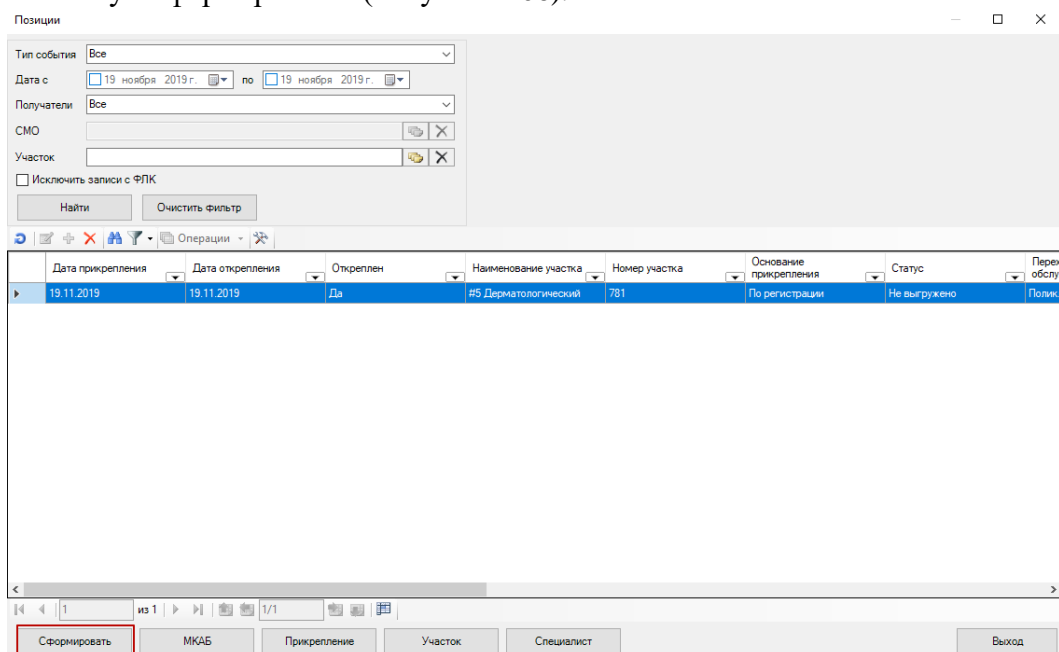 Позиции
Тип события Все
Дата с 19 ноября 2019 г. по 19 ноября 2019 г.
Получатели Все
СМО
Участок
Исключить записи с ФЛК
Найти Очистить фильтр
Операции
Дата прикрепления Дата открепления Откреплен Наименование участка Номер участка Основание прикрепления Статус
19.11.2019 19.11.2019 Да #5 Дерматологический 781 По регистрации Не выгружено
1 из 1 1/1
Сформировать МКАБ Прикрепление Участок Специалист Выход